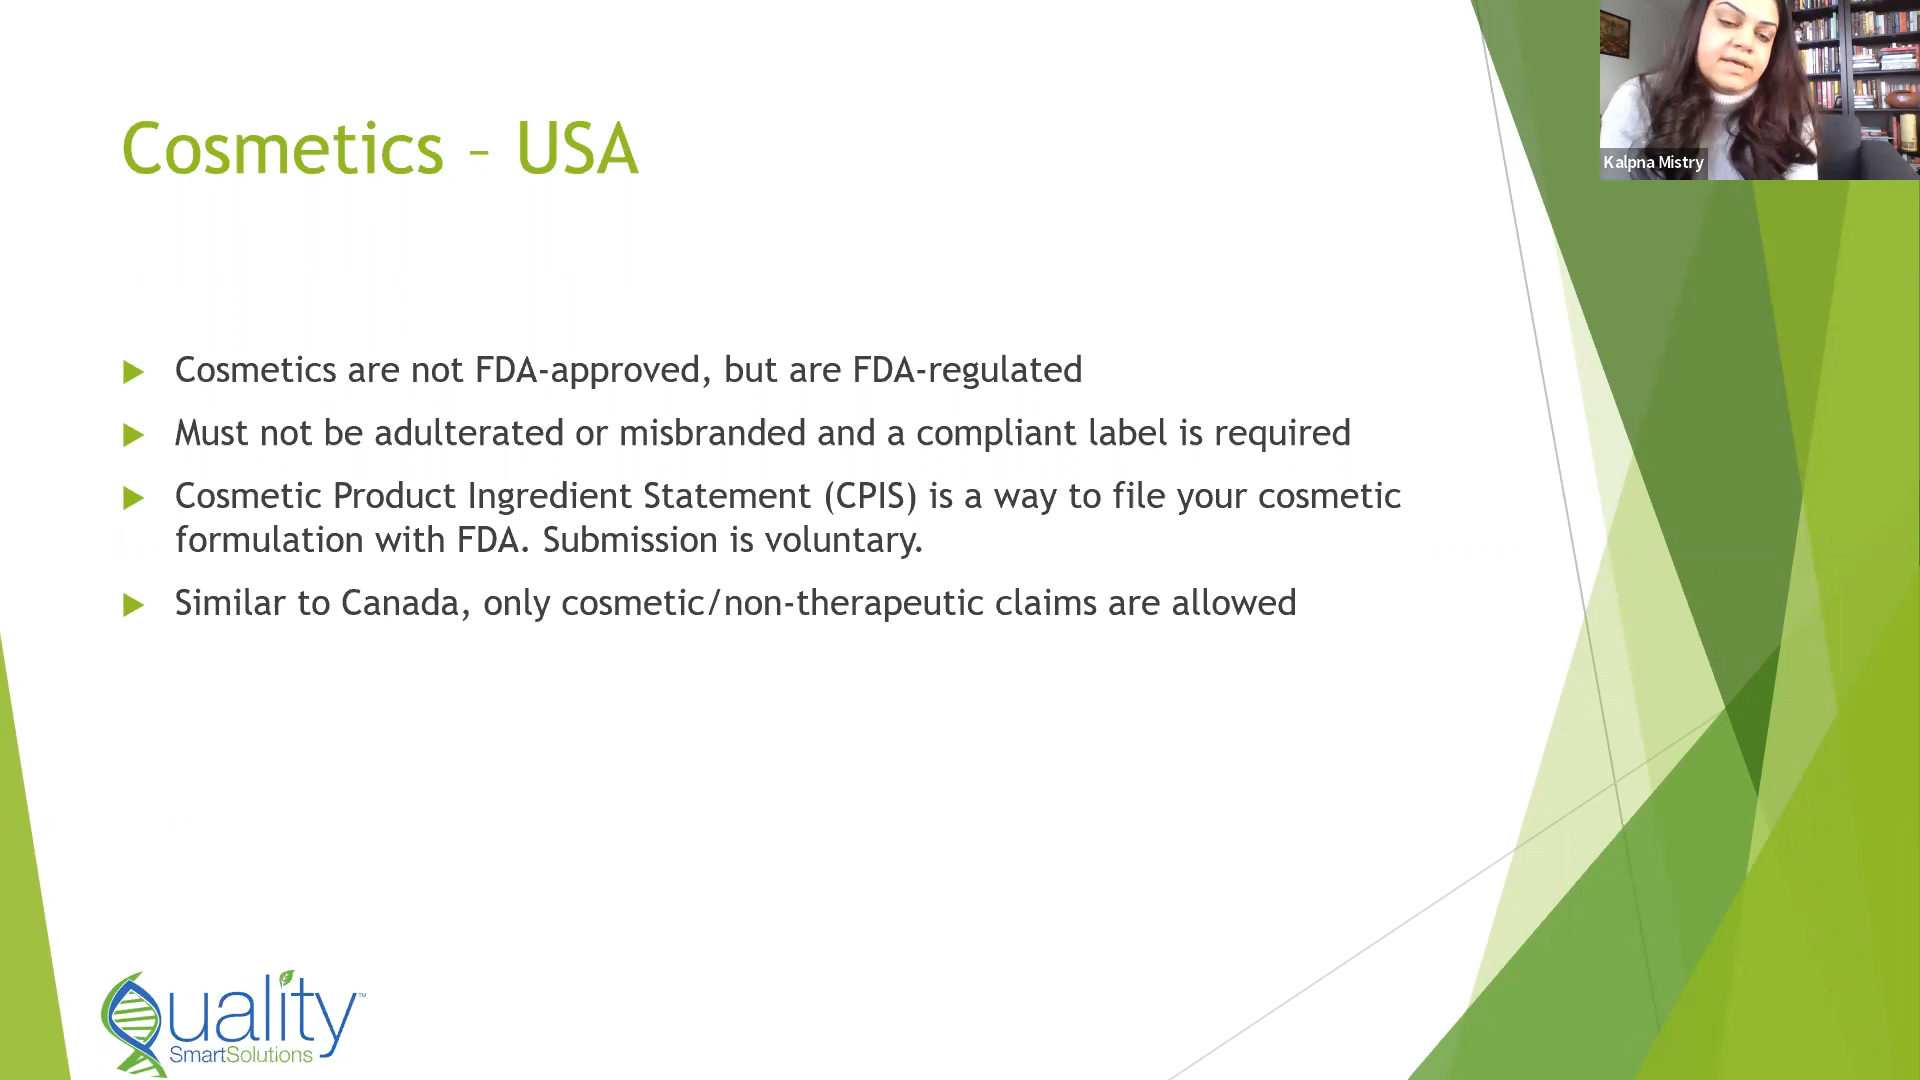 Kalpna Mistry
Cosmetics – USA
Cosmetics are not FDA-approved, but are FDA-regulated
Must not be adulterated or misbranded and a compliant label is required
Cosmetic Product Ingredient Statement (CPIS) is a way to file your cosmetic
formulation with FDA. Submission is voluntary.
Similar to Canada, only cosmetic/non-therapeutic claims are allowed
Quality™
SmartSolutions